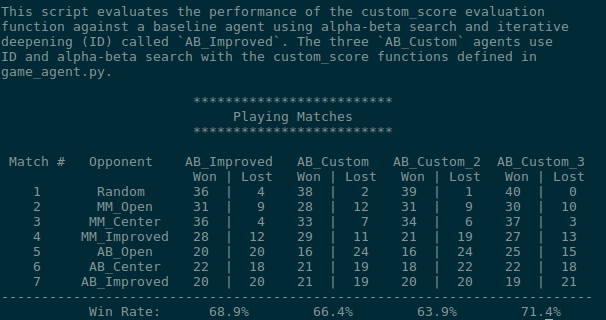 This script evaluates the performance of the custom_score evaluation
function against a baseline agent using alpha-beta search and iterative
deepening (ID) called `AB_Improved`. The three `AB_Custom` agents use
ID and alpha-beta search with the custom_score functions defined in
game_agent.py.
*************************
Playing Matches
*************************
Match # Opponent AB_Improved AB_Custom AB_Custom_2 AB_Custom_3
Won | Lost Won | Lost Won | Lost Won | Lost
1 Random 36 | 4 38 | 2 39 | 1 40 | 0
2 MM_Open 31 | 9 28 | 12 31 | 9 30 | 10
3 MM_Center 36 | 4 33 | 7 34 | 6 37 | 3
4 MM_Improved 28 | 12 29 | 11 21 | 19 27 | 13
5 AB_Open 20 | 20 16 | 24 16 | 24 25 | 15
6 AB_Center 22 | 18 21 | 19 18 | 22 22 | 18
7 AB_Improved 20 | 20 21 | 19 20 | 20 19 | 21
--------------------------------------------------------------------------
Win Rate: 68.9% 66.4% 63.9% 71.4%